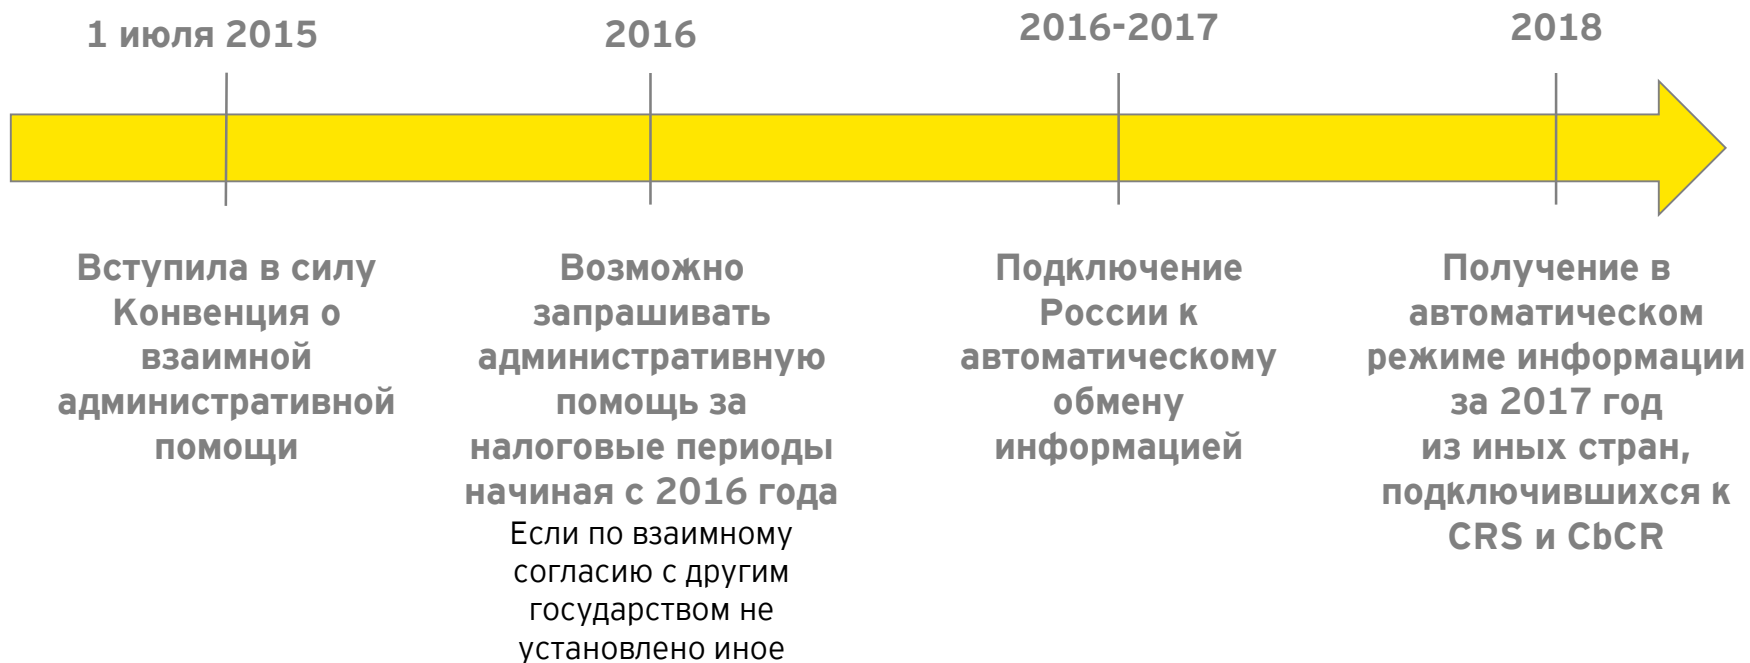 1 июля 2015
Вступила в силу
Конвенция о
взаимной
административной
помощи
2016
Возможно
запрашивать
административную
помощь за
налоговые периоды
начиная с 2016 года
Если по взаимному
согласию с другим
государством не
установлено иное
2016-2017
Подключение
России к
автоматическому
обмену
информацией
2018
Получение в
автоматическом
режиме информации
за 2017 год
из иных стран,
подключившихся к
CRS и CbCR